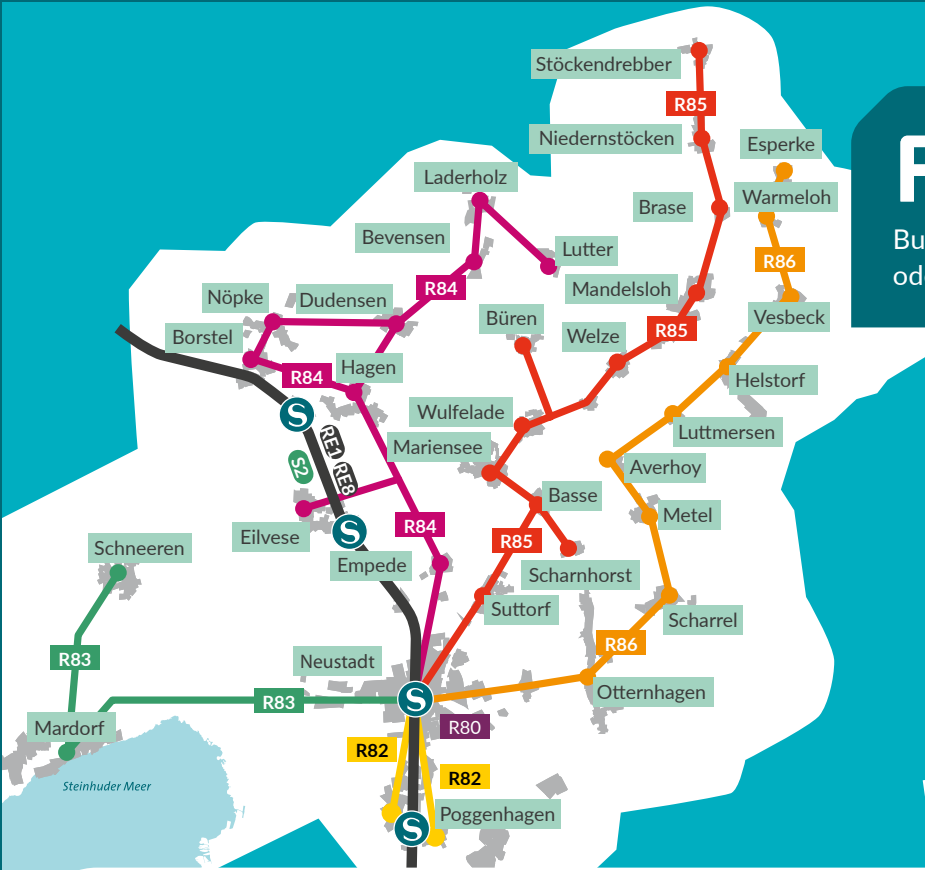 Stöckendrebber
R85
Niedernstöcken
Esperke
Laderholz
Warmeloh
Brase
Bevensen
Lutter
R86
Mandelsloh
R84
Nöpke
Dudensen
Büren
Vesbeck
Welze
R85
Borstel
Hagen
R84
Helstorf
Wulfelade
S
Luttmersen
Mariensee
RE1
RE8
S2
Averhoy
Basse
Metel
R84
S
Eilvese
R85
Schneeren
Empede
Scharnhorst
Suttorf
Scharrel
R86
R83
Neustadt
Otternhagen
R83
S
Mardorf
R80
R82
R82
Steinhuder Meer
Poggenhagen
S